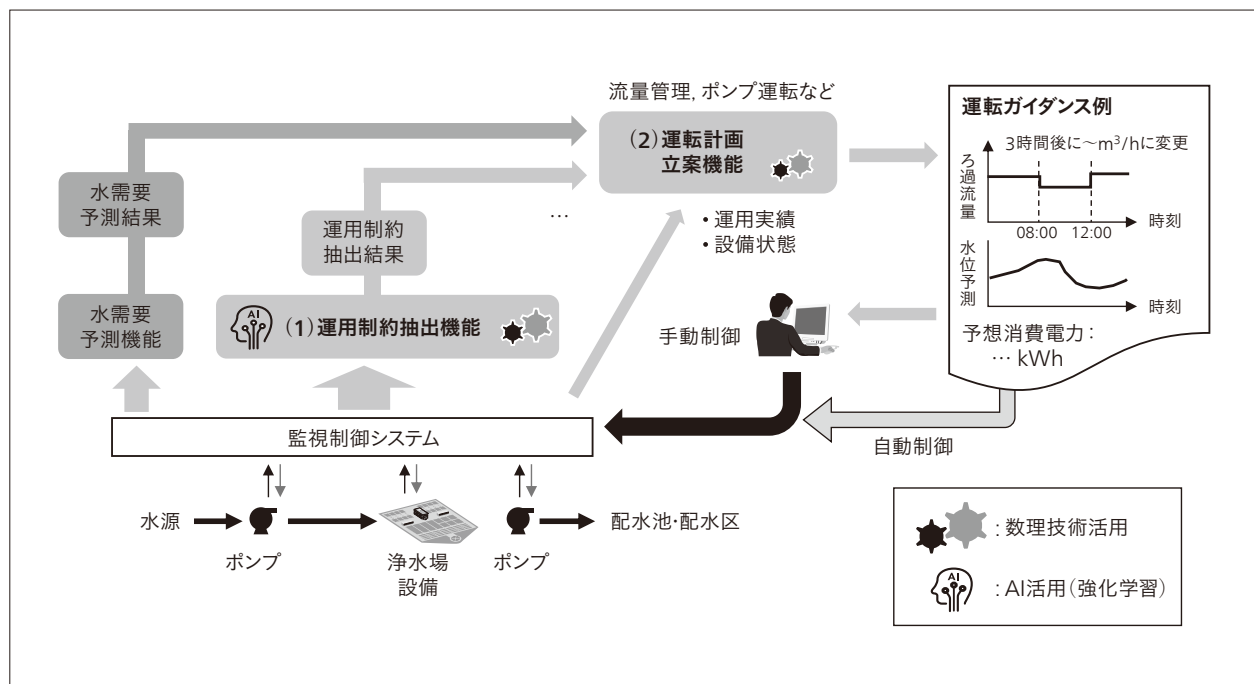 流量管理, ポンプ運転など
(2)運転計画
立案機能
・運用実績
・設備状態
水需要
予測結果
水需要
予測機能
運用制約
抽出結果
…
AI
(1)運用制約抽出機能
運転ガイダンス例
3時間後に~m³/hに変更
ろ過流量
08:00
12:00
時刻
水位予測
時刻
予想消費電力:
… kWh
手動制御
自動制御
監視制御システム
水源
ポンプ
浄水場
設備
ポンプ
配水池・配水区
:数理技術活用
AI
:AI活用(強化学習)